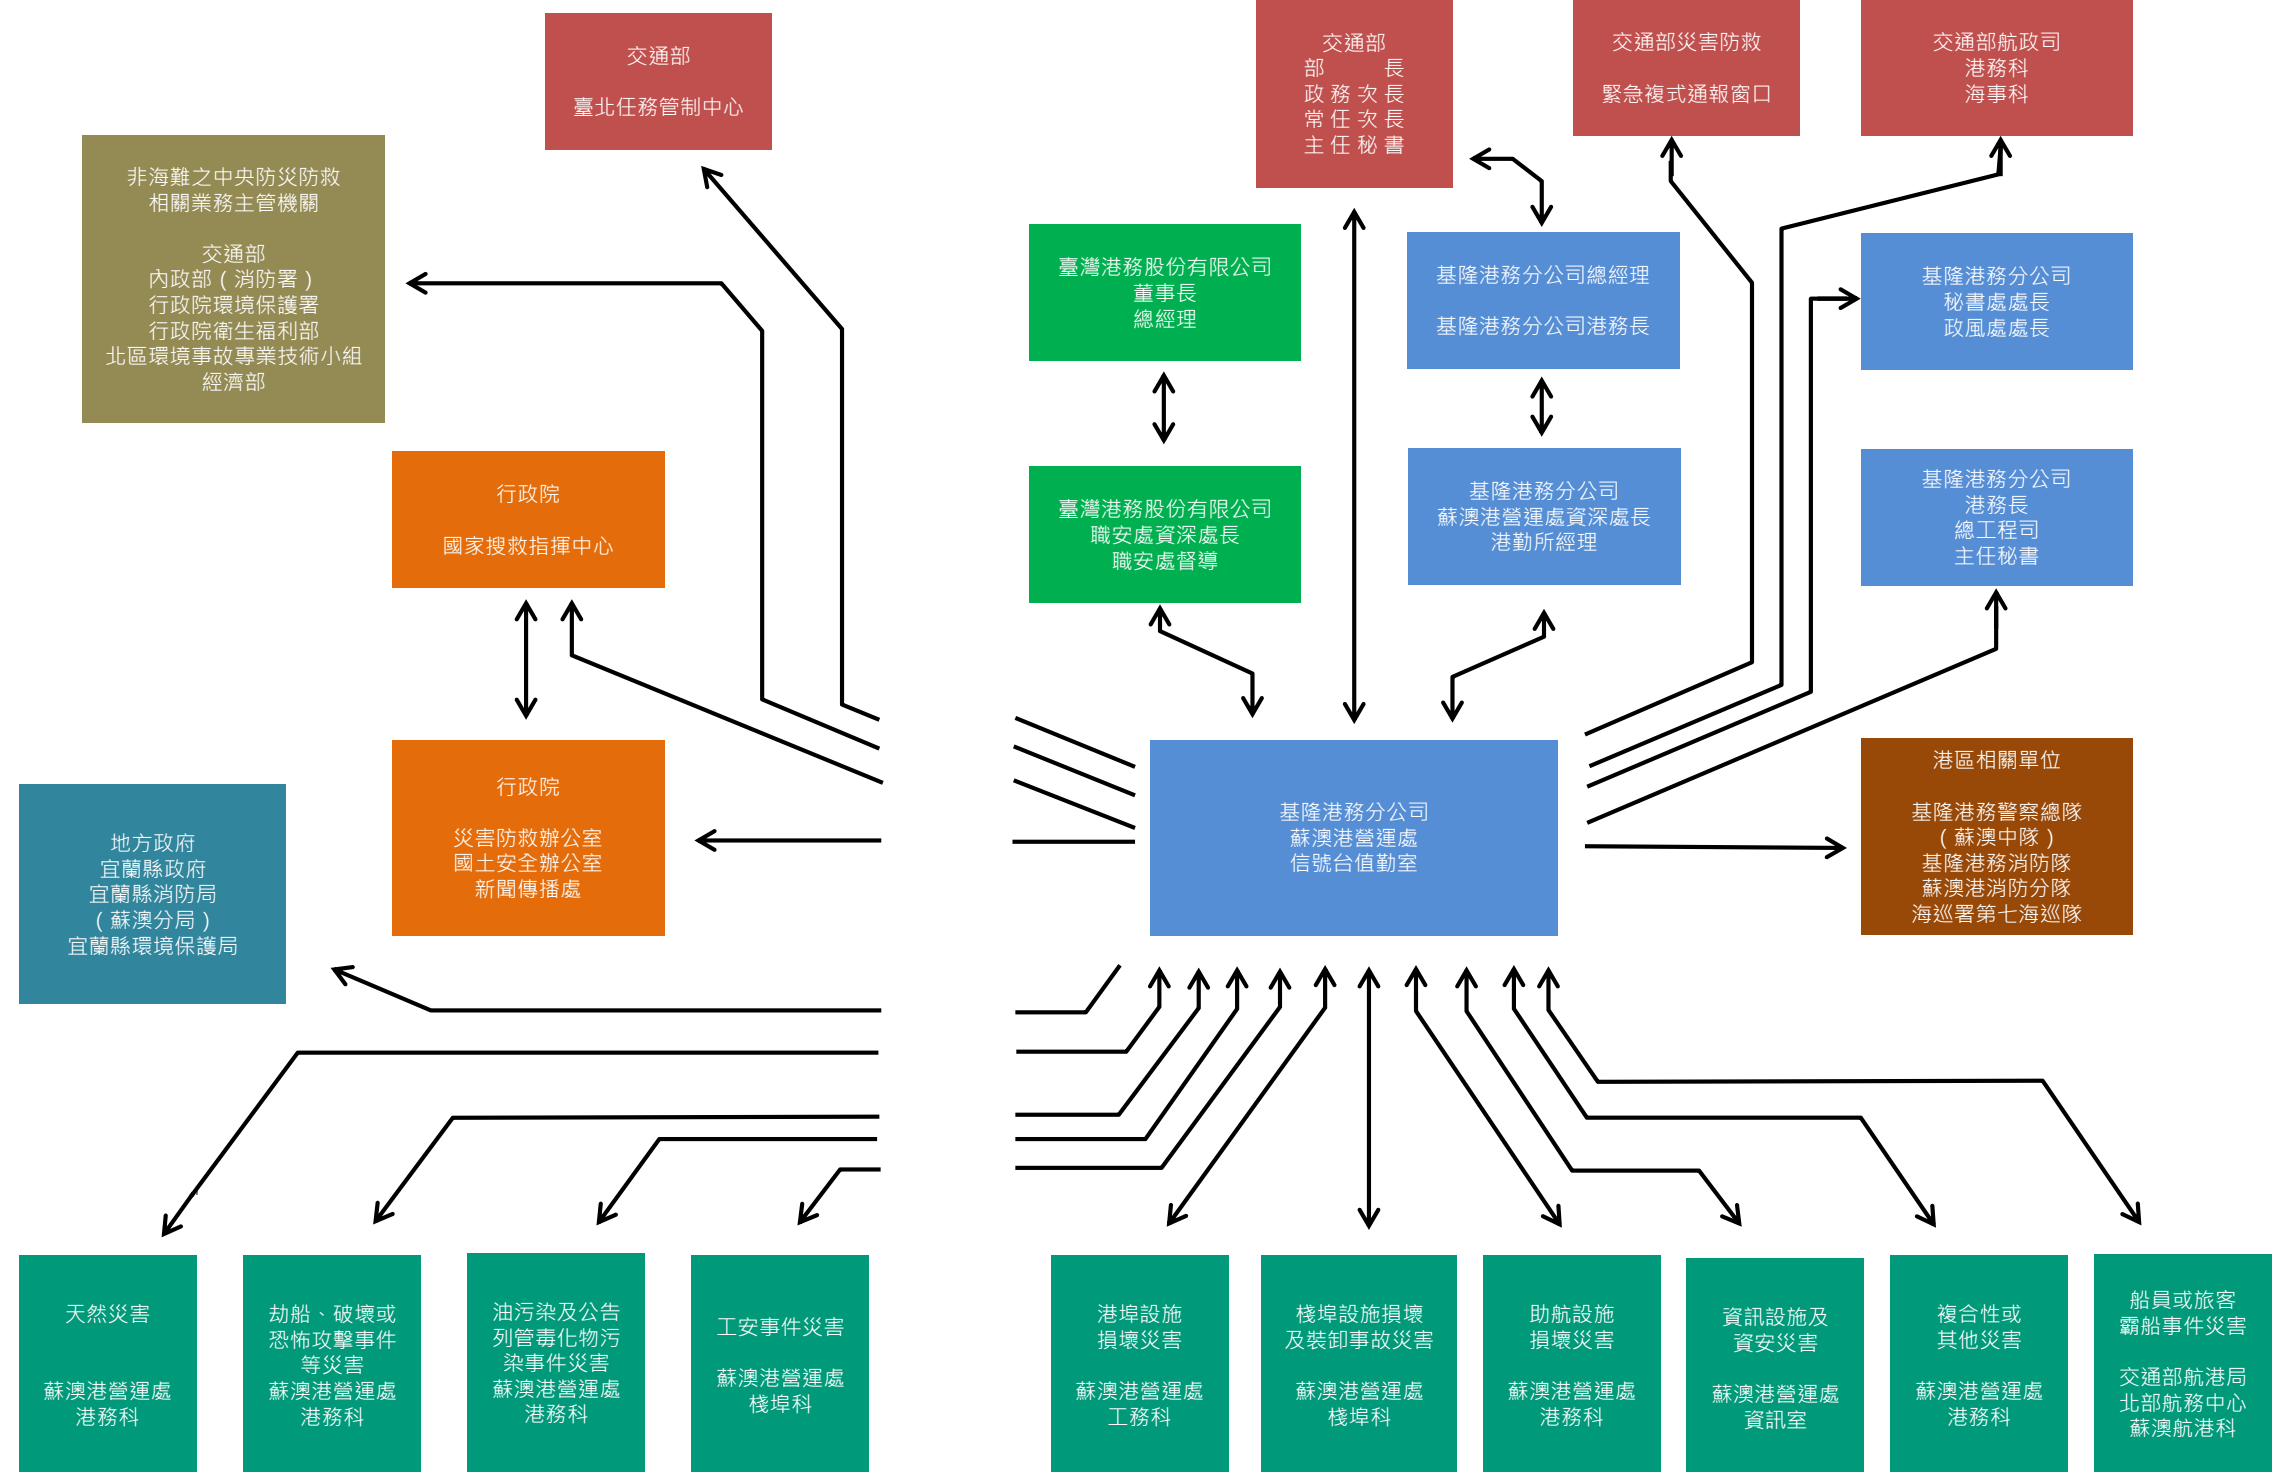 交通部
臺北任務管制中心
交通部
部 長
政務次長
常任次長
主任秘書
交通部災害防救
緊急複式通報窗口
交通部航政司
港務科
海事科
非海難之中央防災防救
相關業務主管機關
交通部
內政部(消防署)
行政院環境保護署
行政院衛生福利部
北區環境事故專業技術小組
經濟部
臺灣港務股份有限公司
董事長
總經理
基隆港務分公司總經理
基隆港務分公司港務長
基隆港務分公司
秘書處處長
政風處處長
行政院
國家搜救指揮中心
臺灣港務股份有限公司
職安處資深處長
職安處督導
基隆港務分公司
蘇澳港營運處資深處長
港勤所經理
基隆港務分公司
港務長
總工程司
主任秘書
地方政府
宜蘭縣政府
宜蘭縣消防局
(蘇澳分局)
宜蘭縣環境保護局
行政院
災害防救辦公室
國土安全辦公室
新聞傳播處
基隆港務分公司
蘇澳港營運處
信號台值勤室
港區相關單位
基隆港務警察總隊
(蘇澳中隊)
基隆港務消防隊
蘇澳港消防分隊
海巡署第七海巡隊
天然災害
蘇澳港營運處
港務科
劫船、破壞或
恐怖攻擊事件
等災害
蘇澳港營運處
港務科
油污染及公告
列管毒化物污
染事件災害
蘇澳港營運處
港務科
工安事件災害
蘇澳港營運處
棧埠科
港埠設施
損壞災害
蘇澳港營運處
工務科
棧埠設施損壞
及裝卸事故災害
蘇澳港營運處
棧埠科
助航設施
損壞災害
蘇澳港營運處
港務科
資訊設施及
資安災害
蘇澳港營運處
資訊室
複合性或
其他災害
蘇澳港營運處
港務科
船員或旅客
霸船事件災害
交通部航港局
北部航務中心
蘇澳航港科